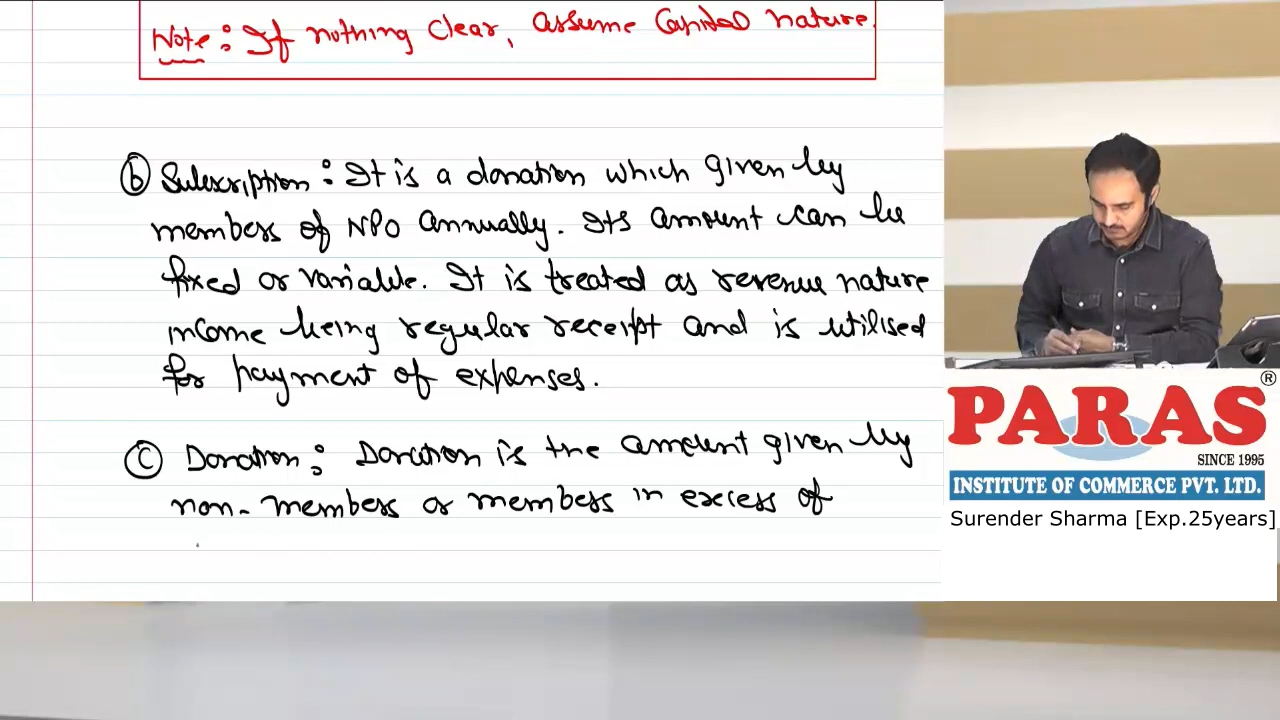 Note: If nothing clear, assume Capital nature.
(b) Subscription: It is a donation which given by
members of NPO annually. Its amount can be
fixed or variable. It is treated as revenue nature
income being regular receipt and is utilised
for payment of expenses.
(c) Donation: Donation is the amount given by
non-members or members in excess of
PARAS®
SINCE 1995
INSTITUTE OF COMMERCE PVT. LTD.
Surender Sharma [Exp.25years]